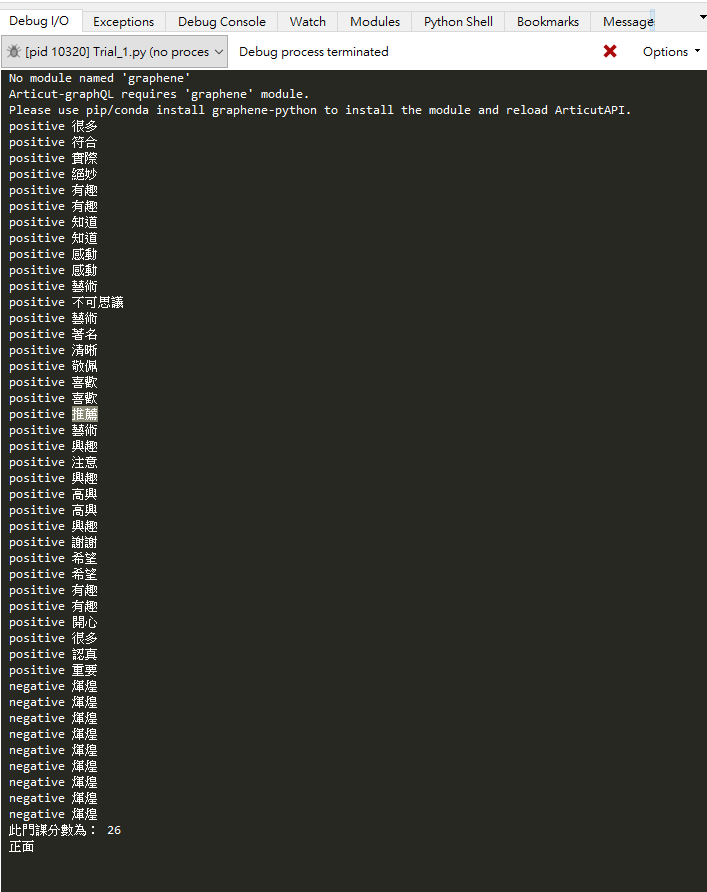 Debug I/O Exceptions Debug Console Watch Modules Python Shell Bookmarks Message
[pid 10320] Trial_1.py (no proces Debug process terminated Options
No module named 'graphene'
Articut-graphQL requires 'graphene' module.
Please use pip/conda install graphene-python to install the module and reload ArticutAPI.
positive 很多
positive 符合
positive 實際
positive 絕妙
positive 有趣
positive 有趣
positive 知道
positive 知道
positive 感動
positive 感動
positive 藝術
positive 不可思議
positive 藝術
positive 著名
positive 清晰
positive 敬佩
positive 喜歡
positive 喜歡
positive 推薦
positive 藝術
positive 興趣
positive 注意
positive 興趣
positive 高興
positive 高興
positive 興趣
positive 謝謝
positive 希望
positive 希望
positive 有趣
positive 有趣
positive 開心
positive 很多
positive 認真
positive 重要
negative 煇煌
negative 煇煌
negative 煇煌
negative 煇煌
negative 煇煌
negative 煇煌
negative 煇煌
negative 煇煌
negative 煇煌
此門謀分數為： 26
正面